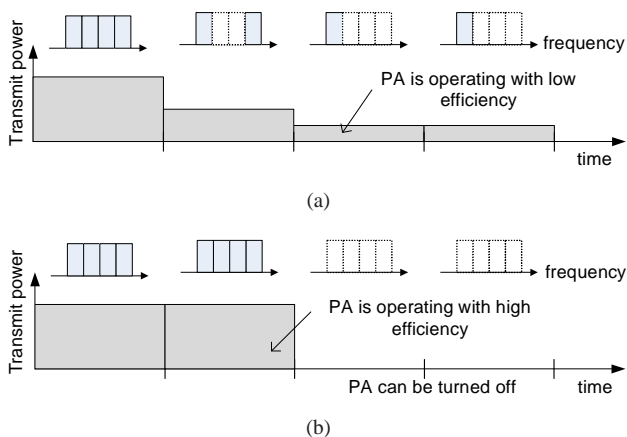 frequency
Transmit power
PA is operating with low
efficiency
time
(a)
frequency
Transmit power
PA is operating with high
efficiency
PA can be turned off
time
(b)